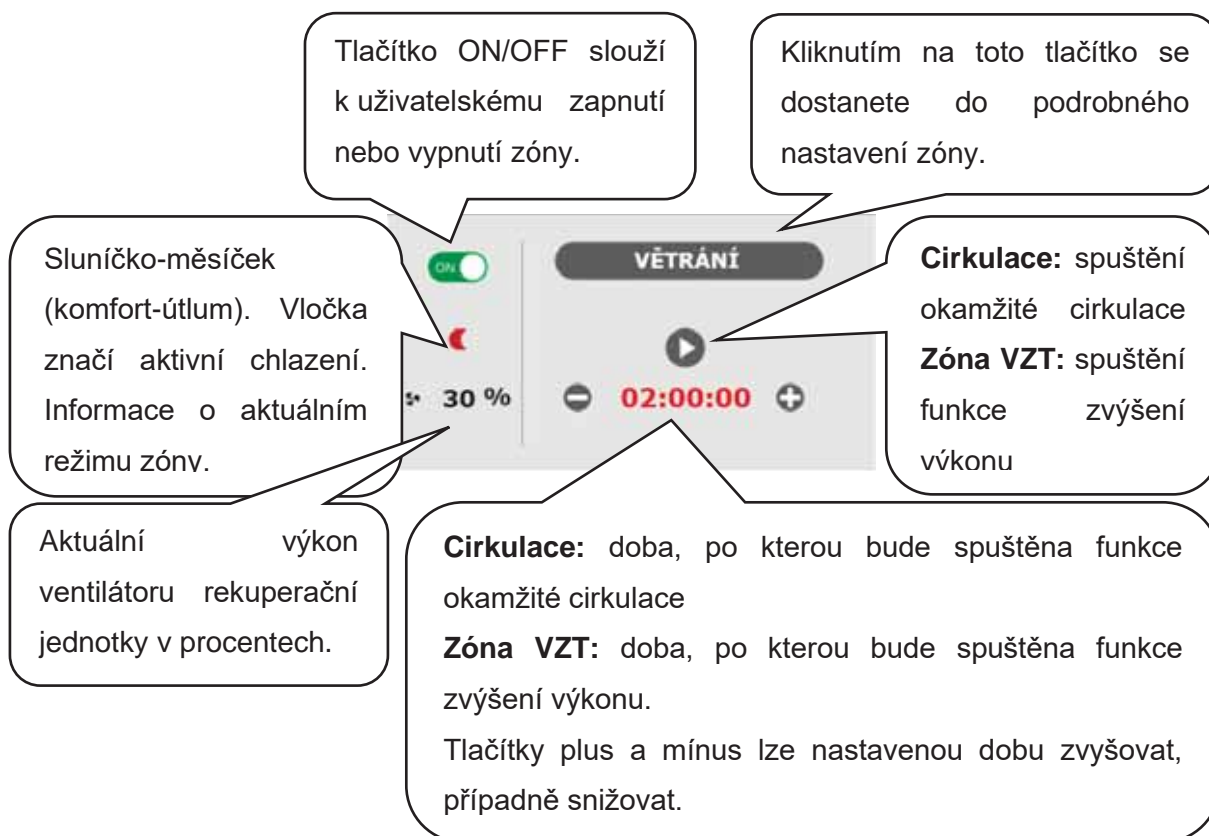 Tlačítko ON/OFF slouží
k uživatelskému zapnutí
nebo vypnutí zóny.
Kliknutím na toto tlačítko se
dostanete do podrobného
nastavení zóny.
Sluníčko-měsíček
(komfort-útlum). Vločka
značí aktivní chlazení.
Informace o aktuálním
režimu zóny.
ON
VĚTRÁNÍ
30 %
02:00:00
Cirkulace: spuštění
okamžité cirkulace
Zóna VZT: spuštění
funkce zvýšení
výkonu
Aktuální výkon
ventilátoru rekuperační
jednotky v procentech.
Cirkulace: doba, po kterou bude spuštěna funkce
okamžité cirkulace
Zóna VZT: doba, po kterou bude spuštěna funkce
zvýšení výkonu.
Tlačítky plus a mínus lze nastavenou dobu zvyšovat,
případně snižovat.